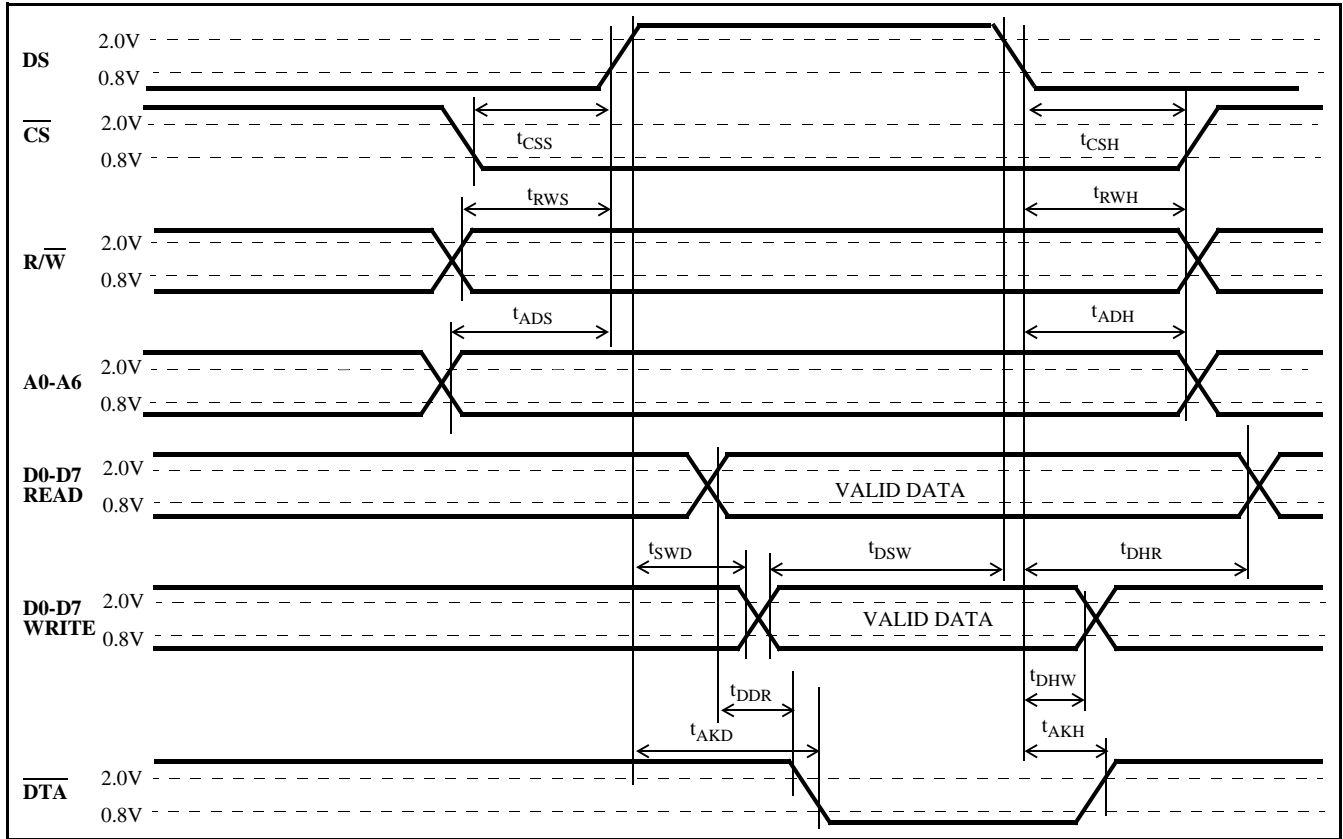 DS
2.0V
0.8V
CS
2.0V
0.8V
tCSS
tCSH
tRWS
tRWH
R/W
2.0V
0.8V
tADS
tADH
A0-A6
2.0V
0.8V
D0-D7
READ
2.0V
0.8V
VALID DATA
tSWD
tDSW
tDHR
D0-D7
WRITE
2.0V
0.8V
VALID DATA
tDDR
tDHW
tAKD
tAKH
DTA
2.0V
0.8V